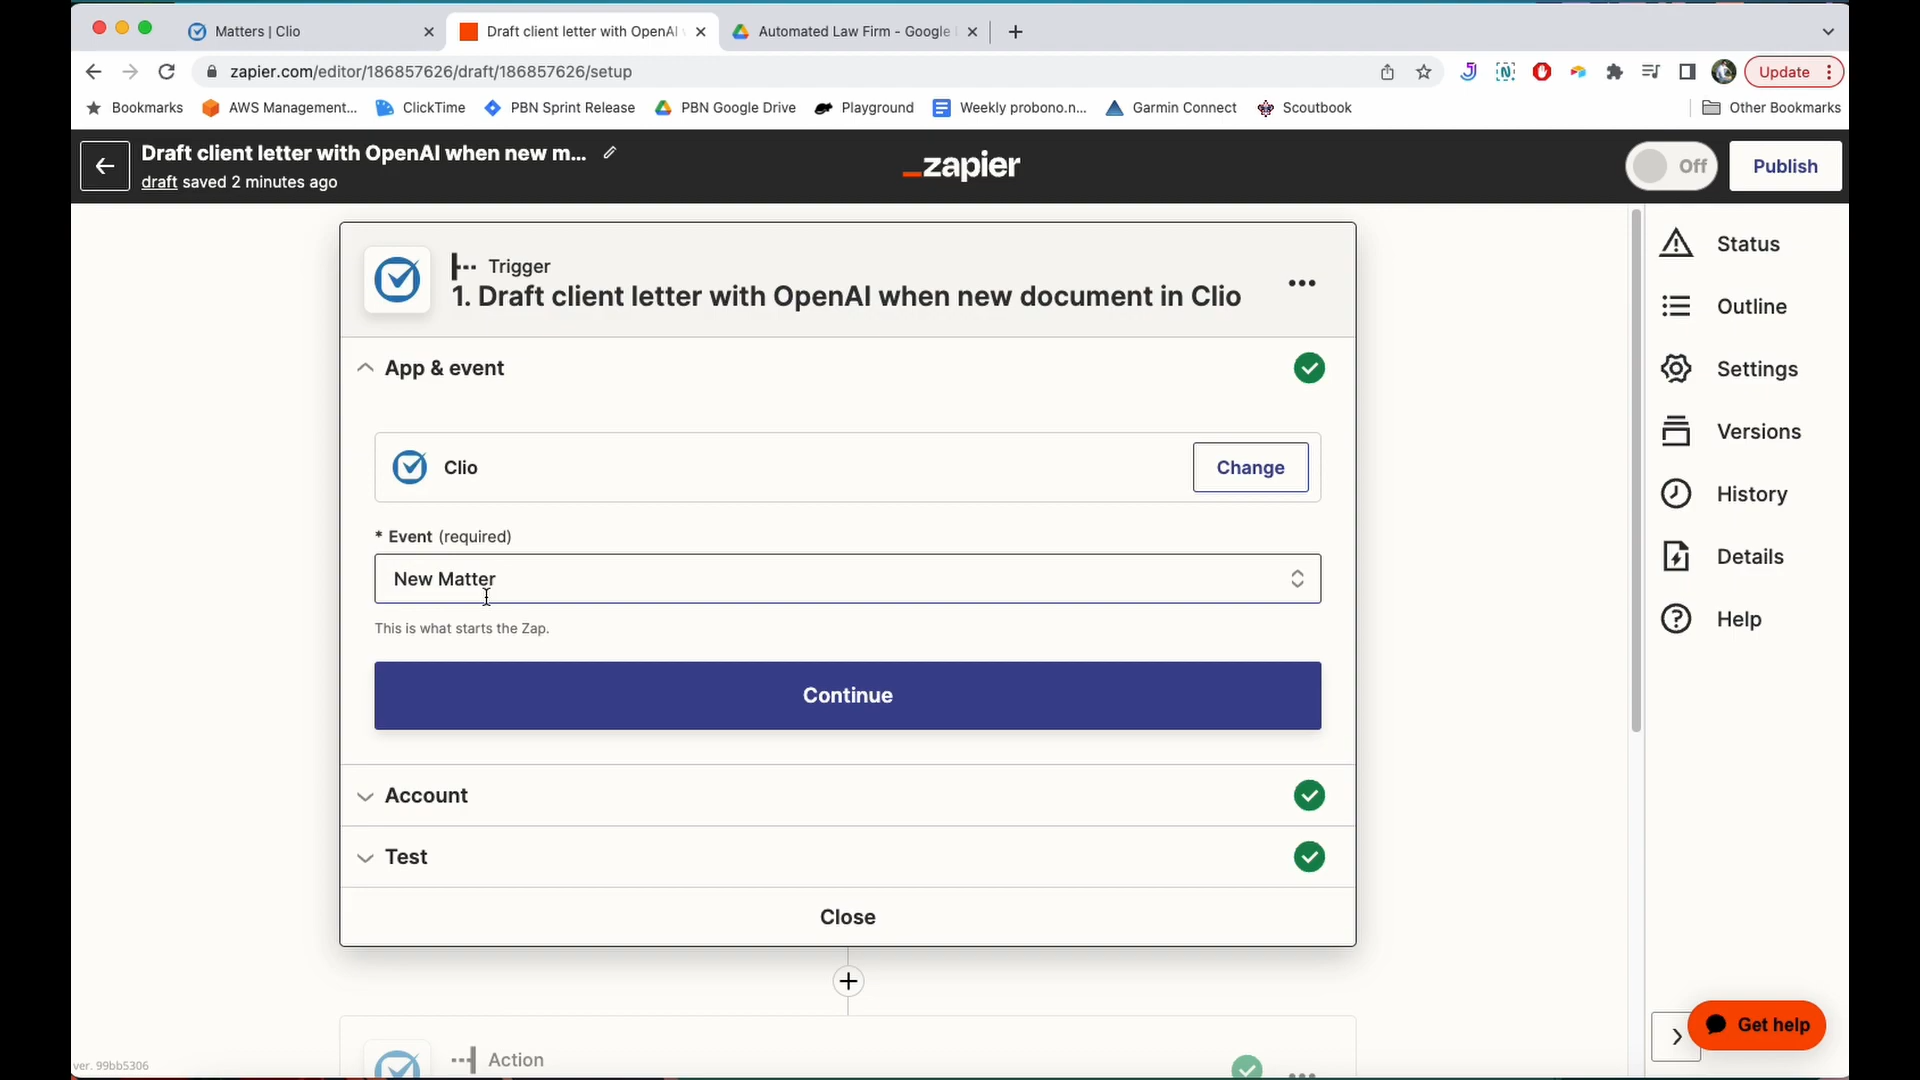 Matters | Clio
Draft client letter with OpenAI
Automated Law Firm - Google
zapier.com/editor/186857626/draft/186857626/setup
Update
Bookmarks
AWS Management...
ClickTime
PBN Sprint Release
PBN Google Drive
Playground
Weekly probono.n...
Garmin Connect
Scoutbook
Other Bookmarks
Draft client letter with OpenAI when new m...
draft saved 2 minutes ago
_zapier
Off
Publish
Trigger
1. Draft client letter with OpenAI when new document in Clio
App & event
Clio
Change
* Event (required)
New Matter
This is what starts the Zap.
Continue
Account
Test
Close
Action
Status
Outline
Settings
Versions
History
Details
Help
Get help
ver. 99bb5306